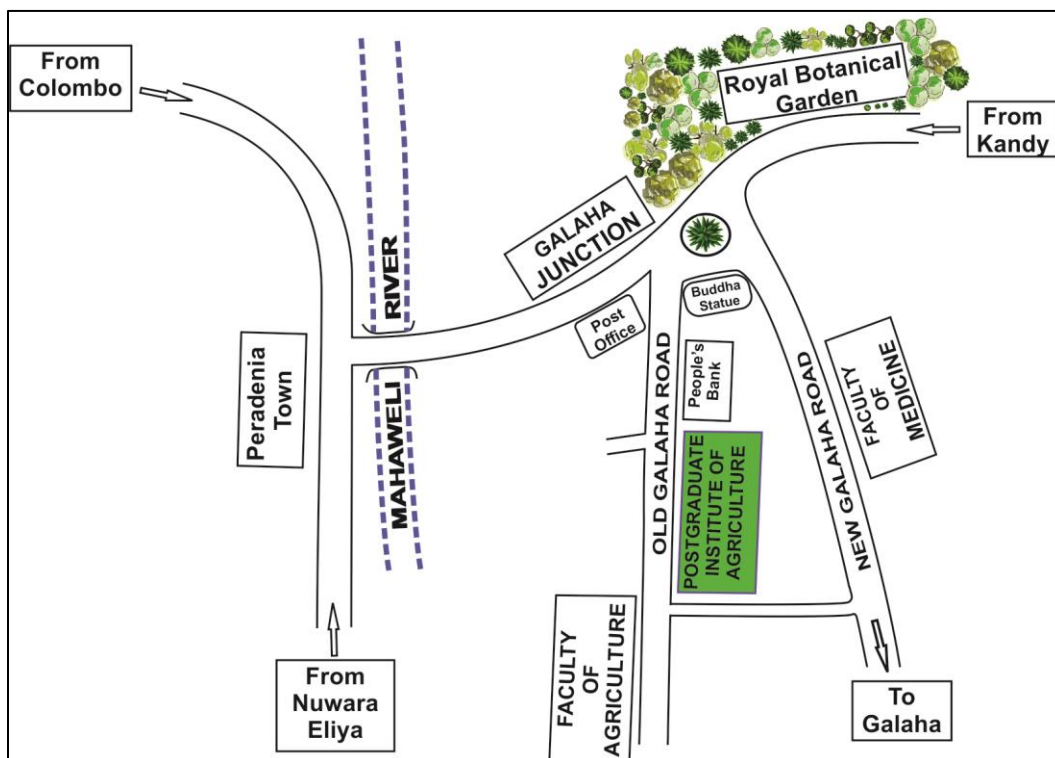 From
Colombo
Royal Botanical
Garden
From
Kandy
GALAHA
JUNCTION
RIVER
Buddha
Statue
Post
Office
Peradenia
Town
People's
Bank
FACULTY
OF
MEDICINE
MAHAWELI
OLD GALAHA ROAD
POSTGRADUATE
INSTITUTE OF
AGRICULTURE
NEW GALAHA ROAD
FACULTY
OF
AGRICULTURE
From
Nuwara
Eliya
To
Galaha